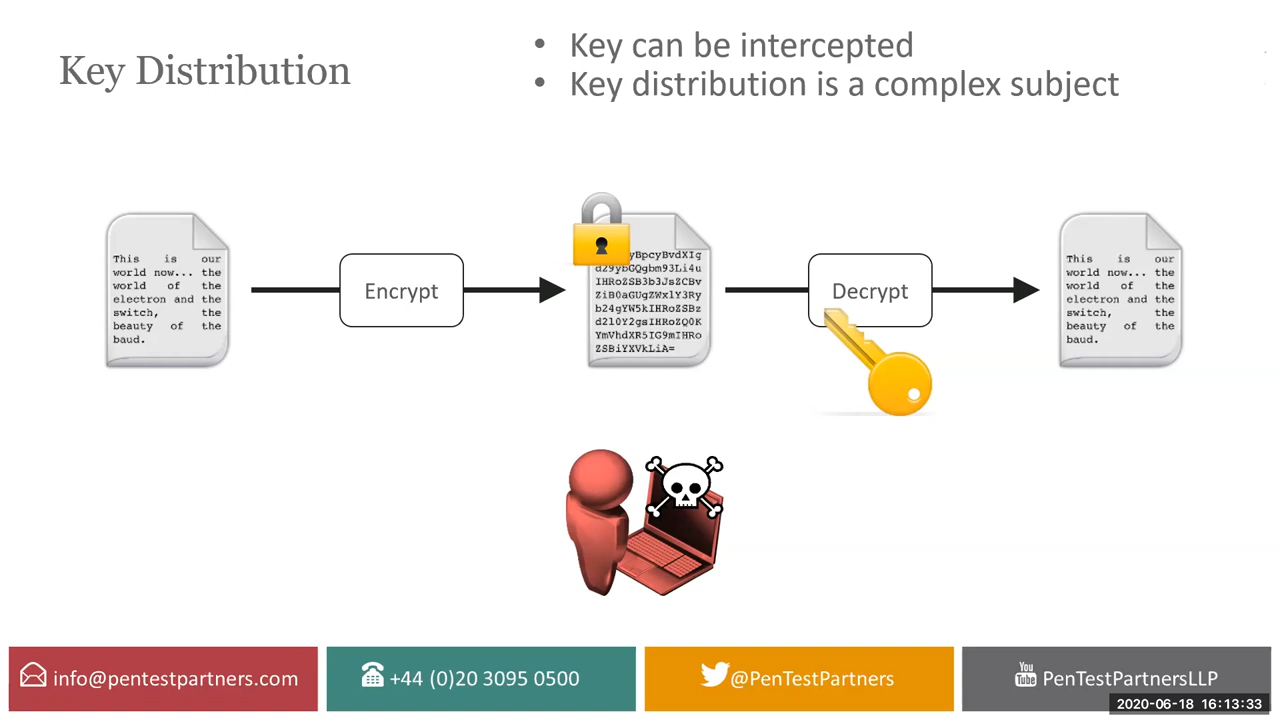 Key Distribution
• Key can be intercepted
• Key distribution is a complex subject
This is our
world now... the
world of the
electron and the
switch, the
beauty of the
baud.
Encrypt
yBpcyBvdXIg
d29ybGQgbm93Li4u
IHRoZSB3b3JsZCBv
ZiB0aGUgZWxlY3Ry
b24gYW5kIHRoZSBz
d2l0Y2gsIHRoZQ0K
YmVhdXR5IG9mIHRo
ZSBiYXVkLiA=
Decrypt
This is our
world now... the
world of the
electron and the
switch, the
beauty of the
baud.
info@pentestpartners.com
+44 (0)20 3095 0500
@PenTestPartners
You
Tube
PenTestPartnersLLP
2020-06-18 16:13:33